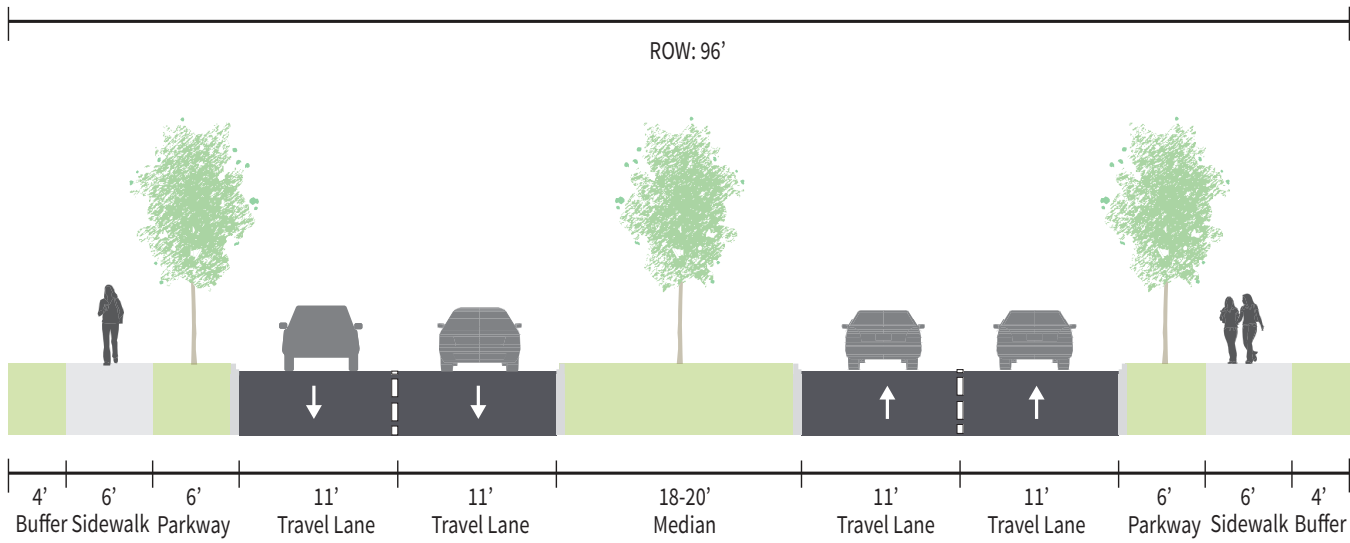 ROW: 96’
4’ 6’ 6’ 11’ 11’ 18-20’ 11’ 11’ 6’ 6’ 4’
Buffer Sidewalk Parkway Travel Lane Travel Lane Median Travel Lane Travel Lane Parkway Sidewalk Buffer